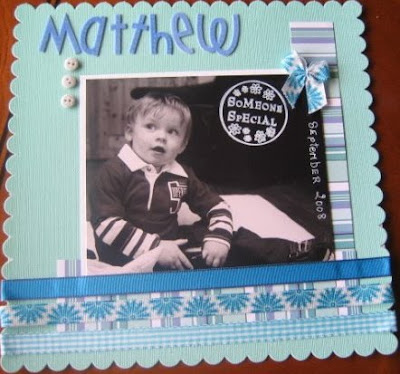 Matthew
SOMEONE
SPECIAL
September 2008